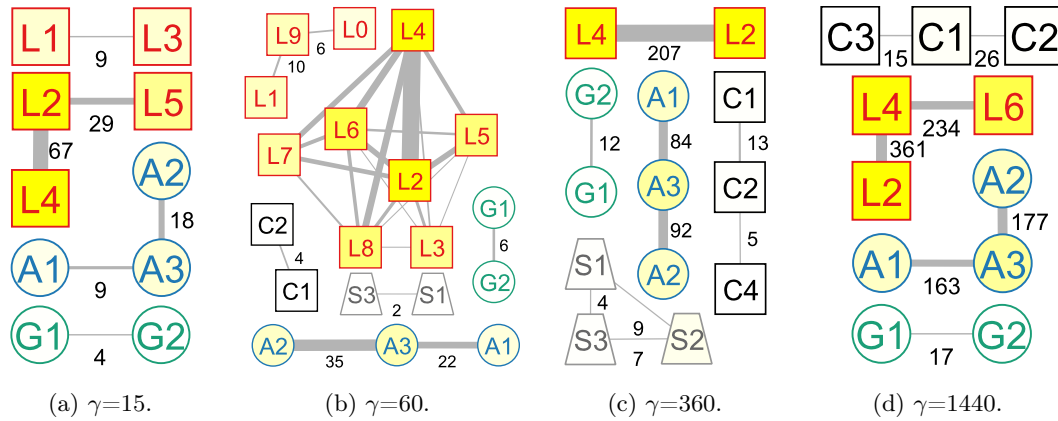 L1 L3
9
L2 L5
29
67
L4
A2
18
A1 A3
9
G1 G2
4
(a) γ=15.
L9 L0
6
10
L1
L4
L6
L5
L7
L2
L8 L3
C2
4
C1
G1
6
G2
S3 S1
2
A2 A3 A1
35 22
(b) γ=60.
L4 L2
207
G2
12
G1
A1
84
A3
92
A2
C1
13
C2
5
C4
S1
4
9
S3 S2
7
(c) γ=360.
C3 C1 C2
15 26
L4 L6
234
361
L2
A2
177
A1 A3
163
G1 G2
17
(d) γ=1440.